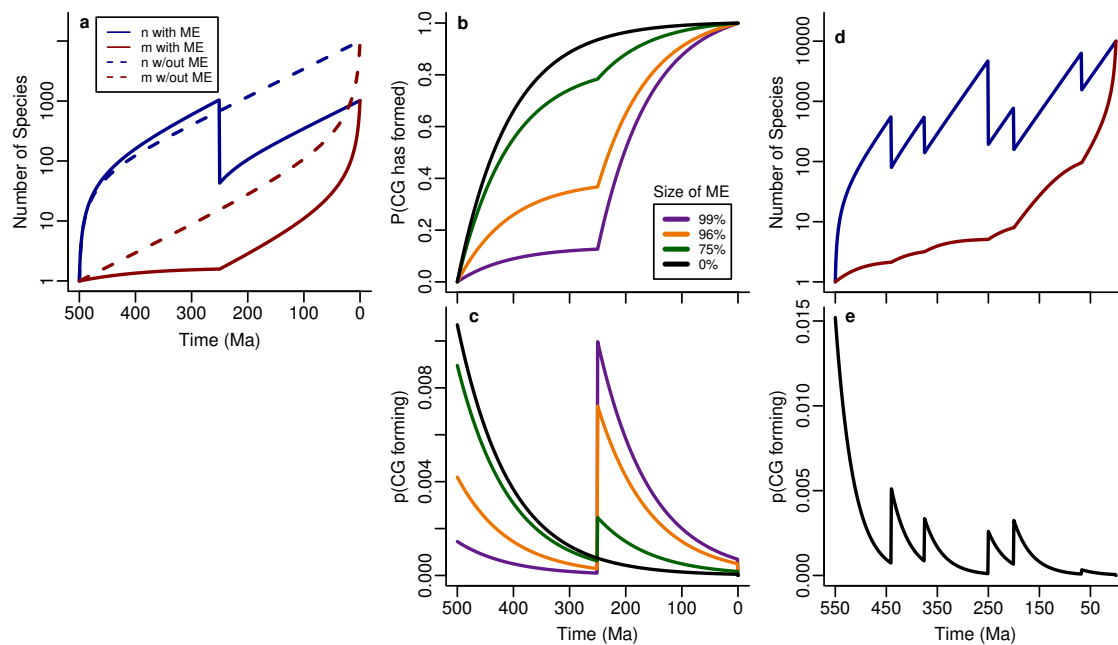 a
n with ME
m with ME
n w/out ME
m w/out ME
Number of Species
1 10 100 1000
500 400 300 200 100 0
Time (Ma)
b
P(CG has formed)
0.0 0.2 0.4 0.6 0.8 1.0
Size of ME
99%
96%
75%
0%
c
p(CG forming)
0.000 0.004 0.008
500 400 300 200 100 0
Time (Ma)
d
Number of Species
1 10 100 1000 10000
e
p(CG forming)
0.000 0.005 0.010 0.015
550 450 350 250 150 50
Time (Ma)